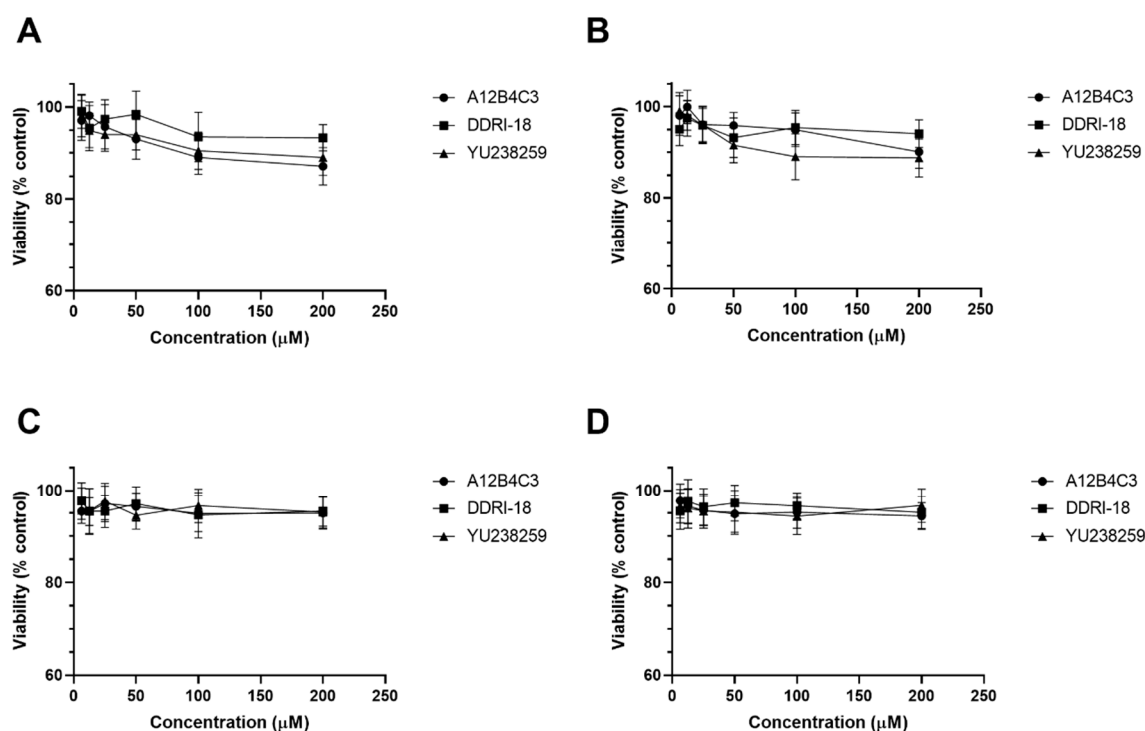 A
Viability (% control)
100
80
60
0
50
100
150
200
250
Concentration (μM)
A12B4C3
DDRI-18
YU238259
B
Viability (% control)
100
80
60
0
50
100
150
200
250
Concentration (μM)
A12B4C3
DDRI-18
YU238259
C
Viability (% control)
100
80
60
0
50
100
150
200
250
Concentration (μM)
A12B4C3
DDRI-18
YU238259
D
Viability (% control)
100
80
60
0
50
100
150
200
250
Concentration (μM)
A12B4C3
DDRI-18
YU238259